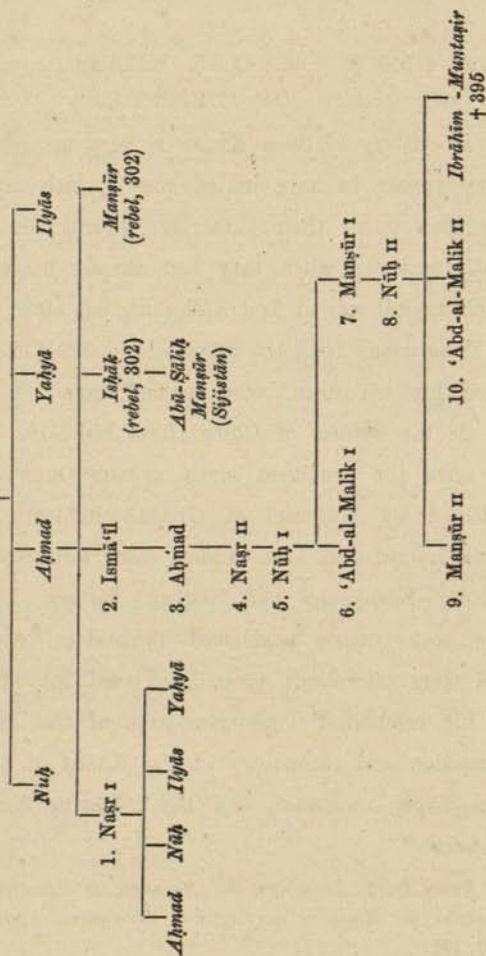 Nuḥ Aḥmad Yaḥyā Ilyās
1. Naṣr I 2. Ismā‘īl Isḥāḳ Manṣūr
(rebel, 302) (rebel, 302)
Aḥmad Nūḥ Ilyās Yaḥyā 3. Aḥmad Abū-Ṣāliḥ
Manṣūr
(Sijistān)
4. Naṣr II
5. Nūḥ I
6. ‘Abd-al-Malik I 7. Manṣūr I
8. Nūḥ II
9. Manṣūr II 10. ‘Abd-al-Malik II Ibrāhīm -Muntaṣir
† 395